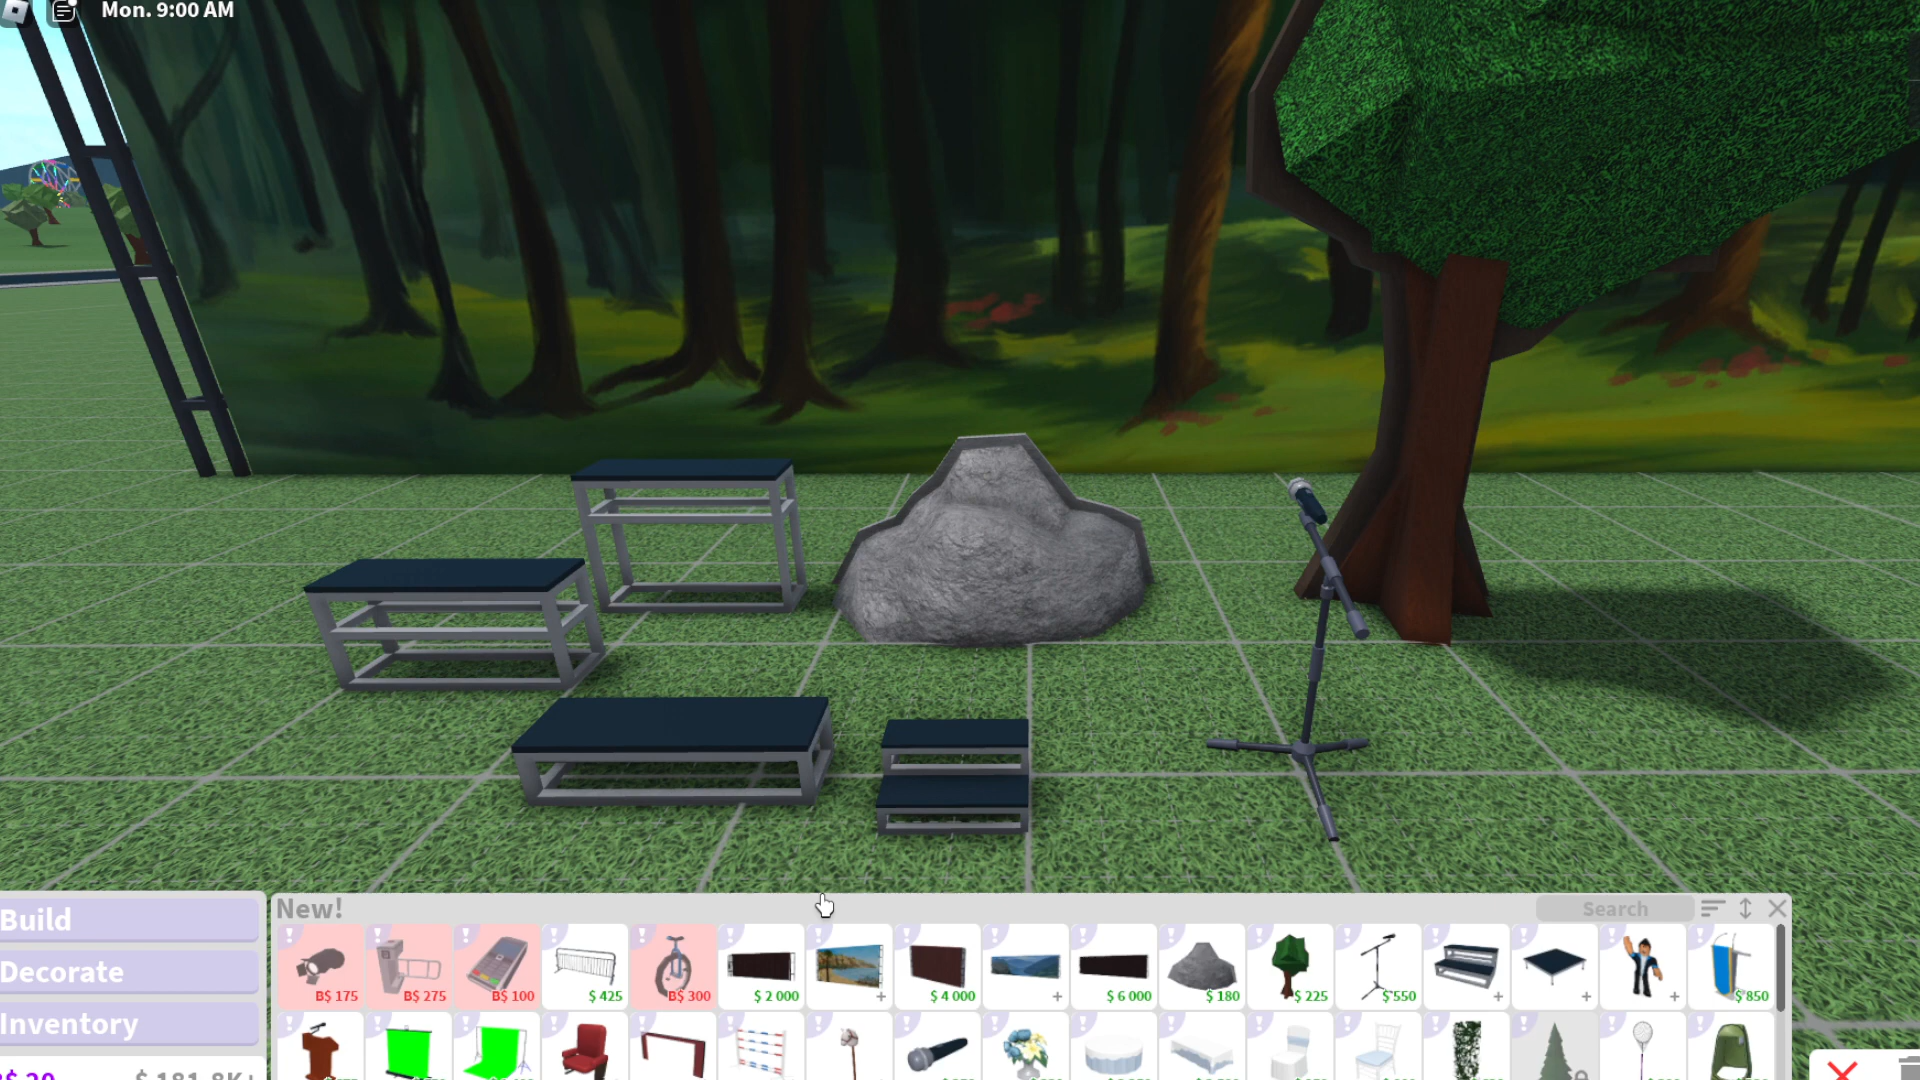 Mon. 9:00 AM
Build
Decorate
Inventory
New!
Search
B$ 175
B$ 275
B$ 100
$ 425
B$ 300
$ 2 000
$ 4 000
$ 6 000
$ 180
$ 225
$ 550
$ 850